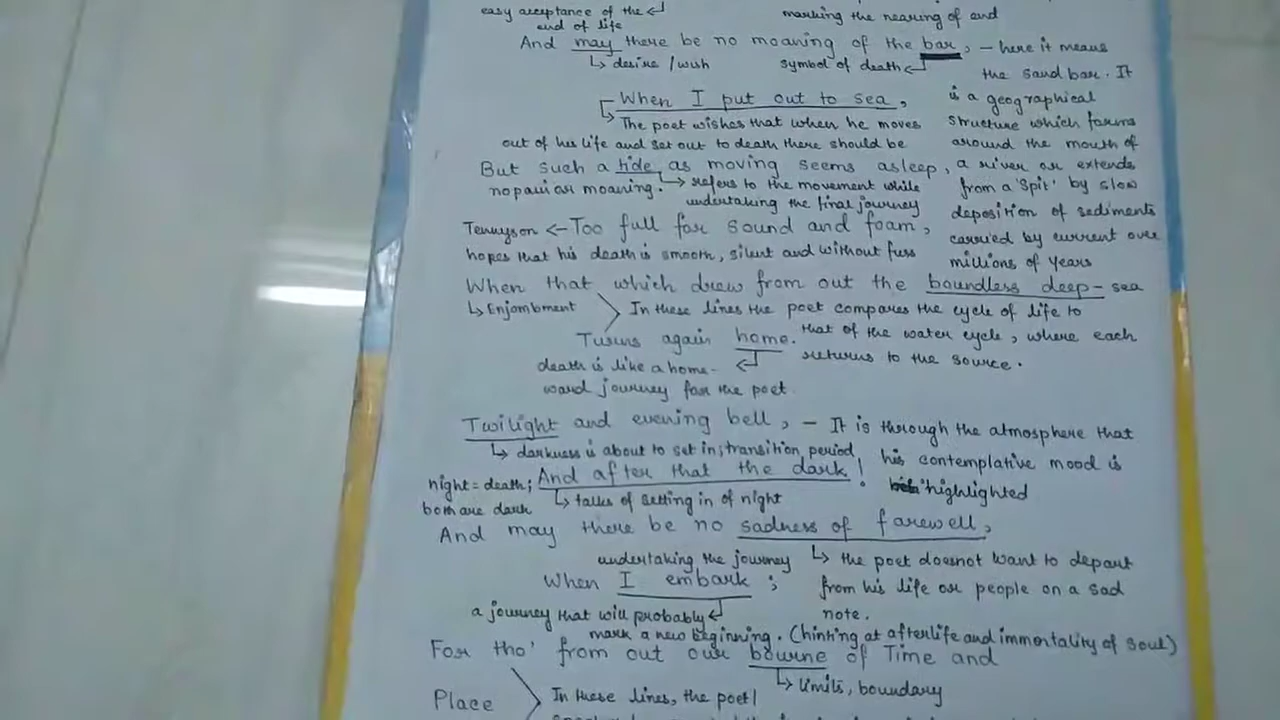 easy acceptance of the
end of life
marking the nearing of end
And may there be no moaning of the bar, – here it means
↳ desire / wish
symbol of death
the sand bar. It
is a geographical
structure which forms
around the mouth of
a river or extends
from a 'spit' by slow
deposition of sediments
carried by current over
millions of years
When I put out to sea,
The poet wishes that when he moves
out of his life and set out to death there should be
But such a tide as moving seems asleep,
no pain or moaning.
refers to the movement while
undertaking the final journey
Tennyson ← Too full for sound and foam,
hopes that his death is smooth, silent and without fuss
When that which drew from out the boundless deep – sea
↳ Enjombment
In these lines the poet compares the cycle of life to
Turns again home.
that of the water cycle, where each
returns to the source.
death is like a home-
ward journey for the poet.
Twilight and evening bell, – It is through the atmosphere that
↳ darkness is about to set in; transition period
his contemplative mood is
highlighted
night = death; And after that the dark!
both are dark
↳ talks of setting in of night
And may there be no sadness of farewell,
↳ the poet doesnot want to depart
from his life or people on a sad
note.
undertaking the journey
When I embark;
a journey that will probably
mark a new beginning. (hinting at afterlife and immortality of soul)
For tho' from out our bourne of Time and
↳ limits, boundary
Place
In these lines, the poet